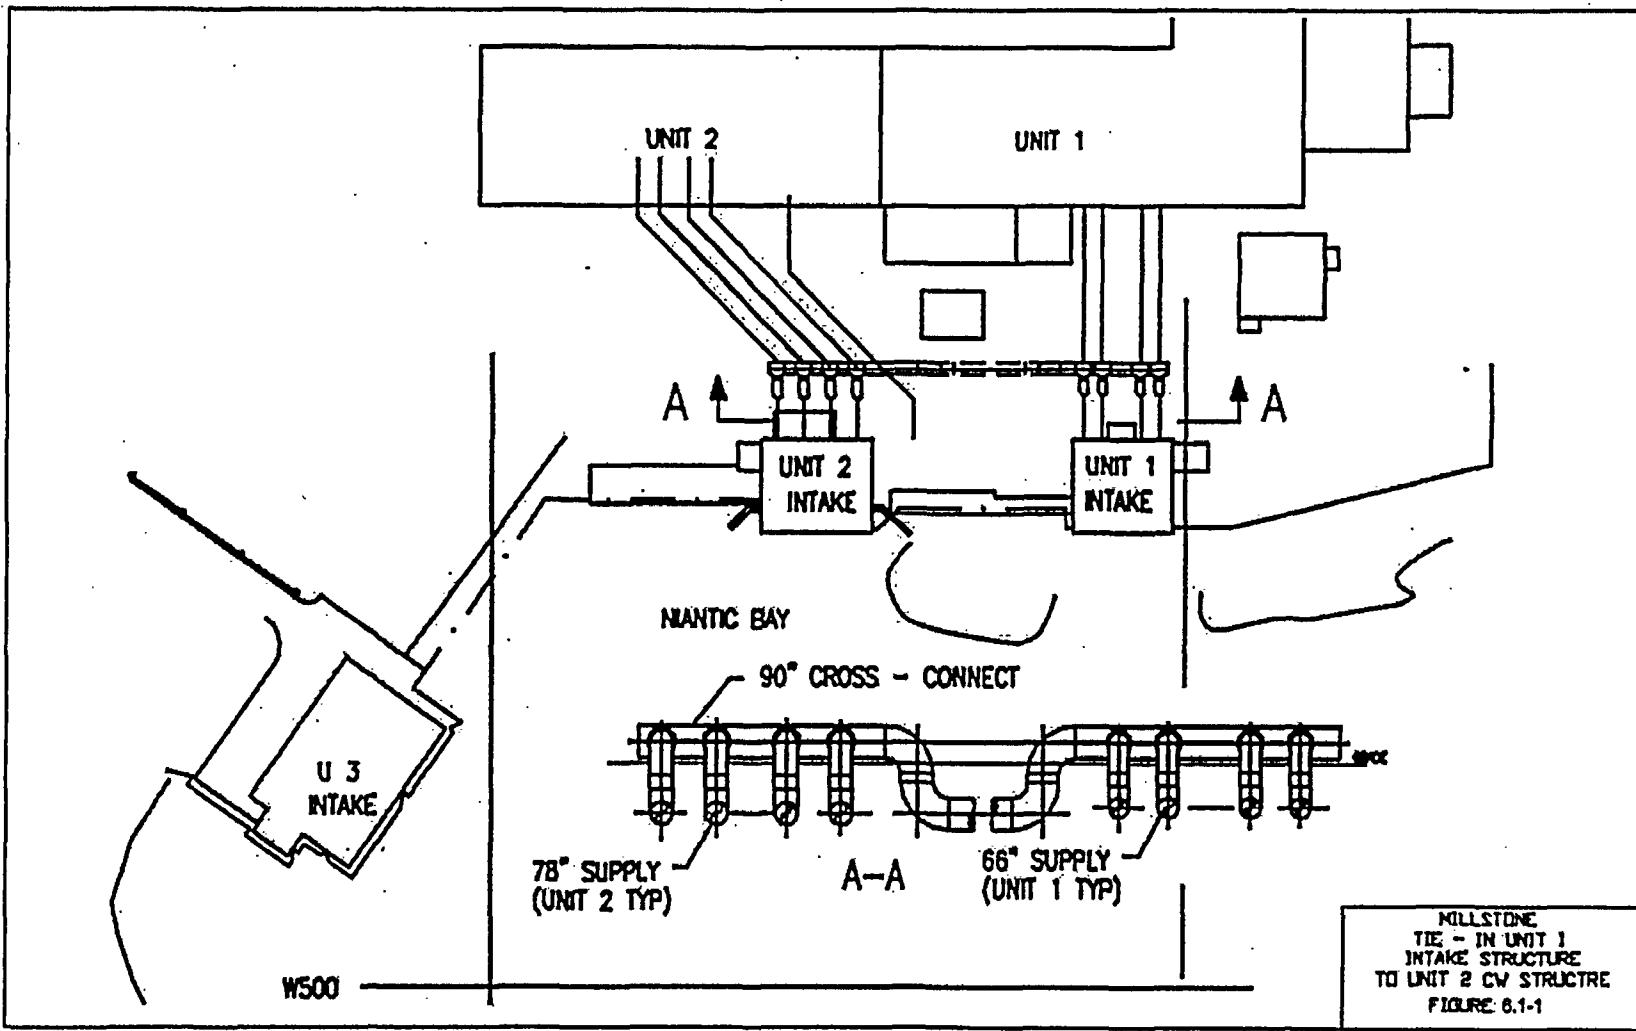 UNIT 2
UNIT 1
A
A
UNIT 2
INTAKE
UNIT 1
INTAKE
NIANTIC BAY
90" CROSS - CONNECT
U 3
INTAKE
78" SUPPLY
(UNIT 2 TYP)
A-A
66" SUPPLY
(UNIT 1 TYP)
W500
MILLSTONE
TIE - IN UNIT 1
INTAKE STRUCTURE
TO UNIT 2 CW STRUCTRE
FIGURE 6.1-1